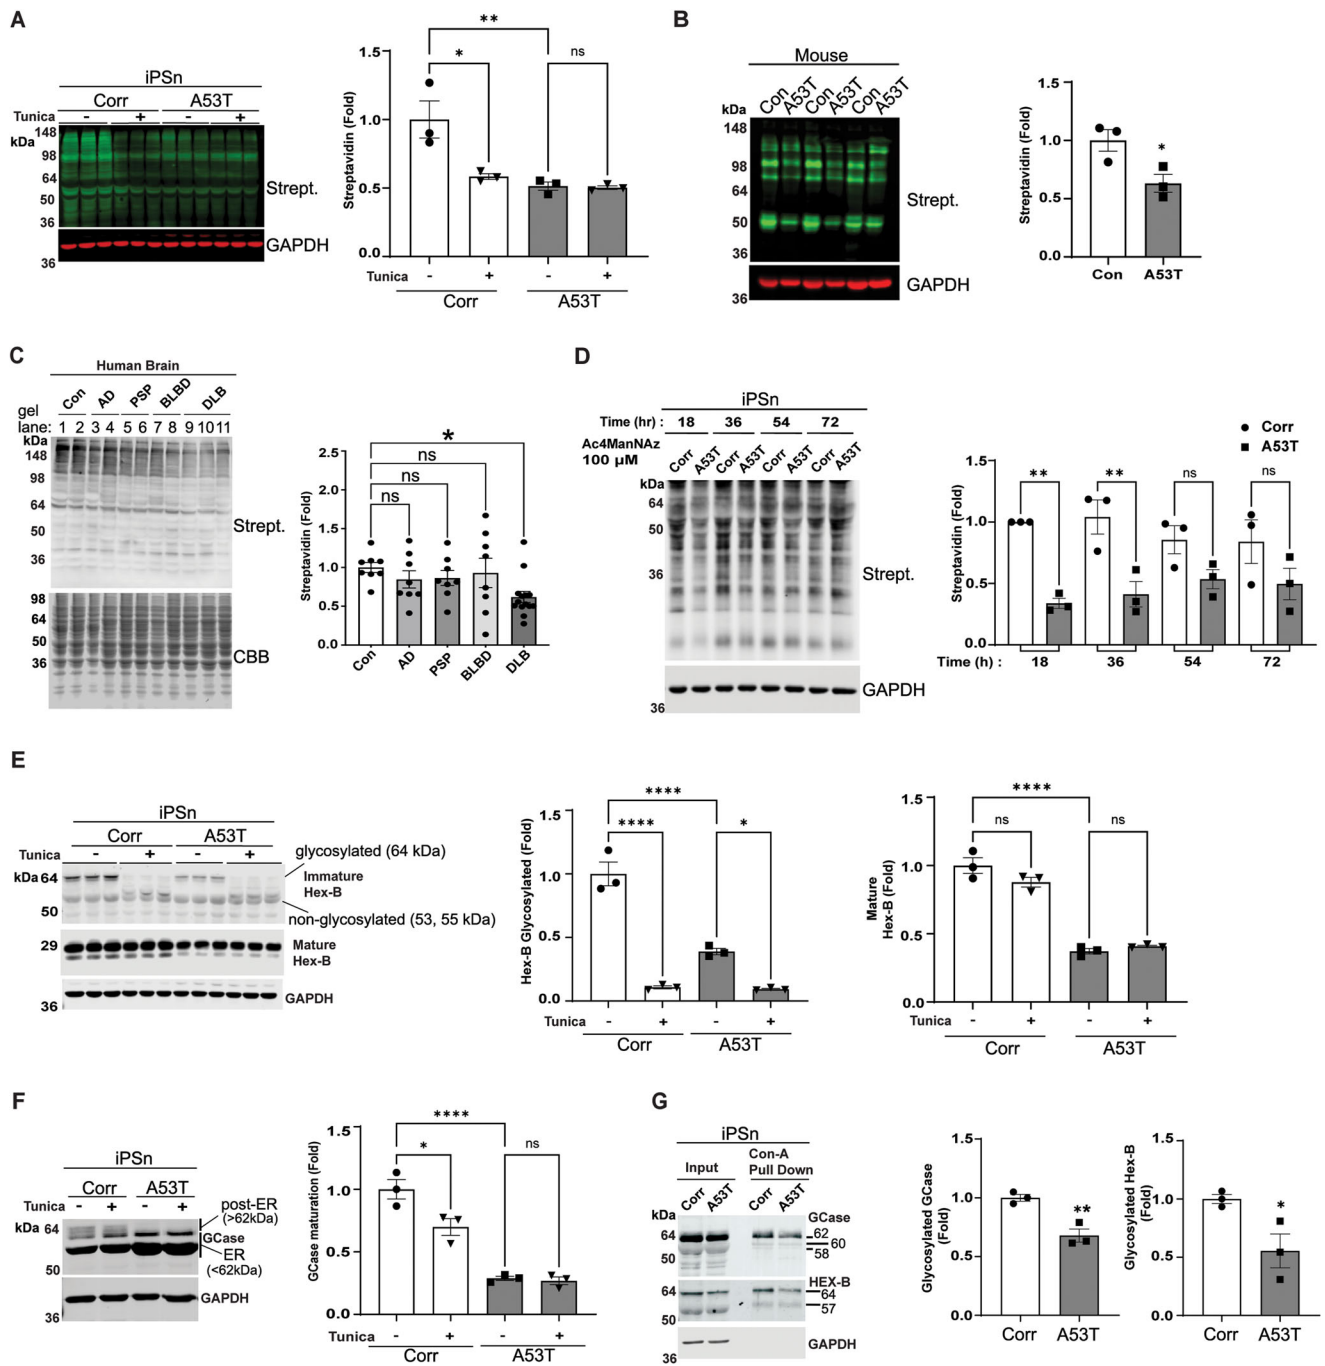 A
iPSn
Corr A53T
Tunica - + - +
kDa
148
98
64
50
36
36
Strept.
GAPDH
Streptavidin (Fold)
1.5
1.0
0.5
0.0
**
*
ns
Tunica - + - +
Corr A53T
B
Mouse
Con A53T Con A53T Con A53T
kDa
148
98
64
50
36
36
Strept.
GAPDH
Streptavidin (Fold)
1.5
1.0
0.5
0.0
*
Con A53T
C
Human Brain
Con AD PSP BLBD DLB
gel
lane: 1 2 3 4 5 6 7 8 9 10 11
kDa
148
98
64
50
36
Strept.
98
64
50
36
CBB
Streptavidin (Fold)
2.5
2.0
1.5
1.0
0.5
0.0
*
ns
ns
ns
Con AD PSP BLBD DLB
D
iPSn
Time (hr) : 18 36 54 72
Ac4ManNAz
100 µM
Corr A53T Corr A53T Corr A53T Corr A53T
kDa
64
50
36
36
Strept.
GAPDH
Corr
A53T
Streptavidin (Fold)
1.5
1.0
0.5
0.0
** ** ns ns
Time (h) : 18 36 54 72
E
iPSn
Corr A53T
Tunica - + - +
kDa 64
50
29
36
glycosylated (64 kDa)
Immature
Hex-B
non-glycosylated (53, 55 kDa)
Mature
Hex-B
GAPDH
Hex-B Glycosylated (Fold)
1.5
1.0
0.5
0.0
****
****
*
Tunica - + - +
Corr A53T
Mature
Hex-B (Fold)
1.5
1.0
0.5
0.0
****
ns
ns
Tunica - + - +
Corr A53T
F
iPSn
Corr A53T
Tunica - + - +
kDa 64
50
36
post-ER
(>62kDa)
GCase
ER
(<62kDa)
GAPDH
GCase maturation (Fold)
1.5
1.0
0.5
0.0
****
*
ns
Tunica - + - +
Corr A53T
G
iPSn
Input
Con-A
Pull Down
Corr A53T Corr A53T
kDa
64
50
64
50
36
GCase
62
60
58
HEX-B
64
57
GAPDH
Glycosylated GCase
(Fold)
1.5
1.0
0.5
0.0
**
Corr A53T
Glycosylated Hex-B
(Fold)
1.5
1.0
0.5
0.0
*
Corr A53T